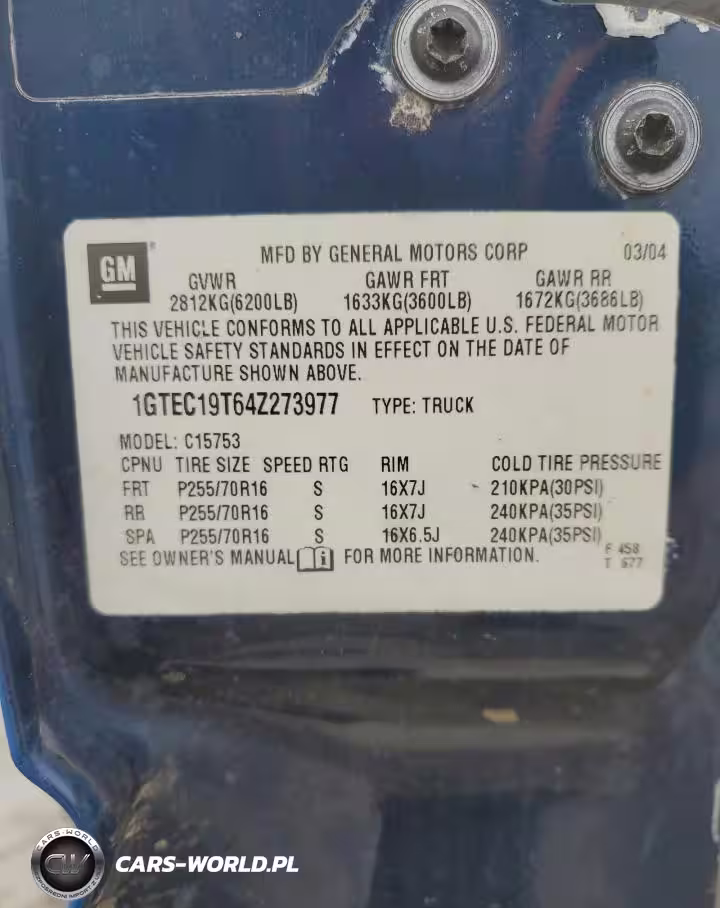 GM
MFD BY GENERAL MOTORS CORP 03/04
GVWR GAWR FRT GAWR RR
2812KG(6200LB) 1633KG(3600LB) 1672KG(3686LB)
THIS VEHICLE CONFORMS TO ALL APPLICABLE U.S. FEDERAL MOTOR
VEHICLE SAFETY STANDARDS IN EFFECT ON THE DATE OF
MANUFACTURE SHOWN ABOVE.
1GTEC19T64Z273977 TYPE: TRUCK
MODEL: C15753
CPNU TIRE SIZE SPEED RTG RIM COLD TIRE PRESSURE
FRT P255/70R16 S 16X7J 210KPA(30PSI)
RR P255/70R16 S 16X7J 240KPA(35PSI)
SPA P255/70R16 S 16X6.5J 240KPA(35PSI)
SEE OWNER'S MANUAL FOR MORE INFORMATION.
F 458
T 677
CARS-WORLD
CW
CARS-WORLD.PL